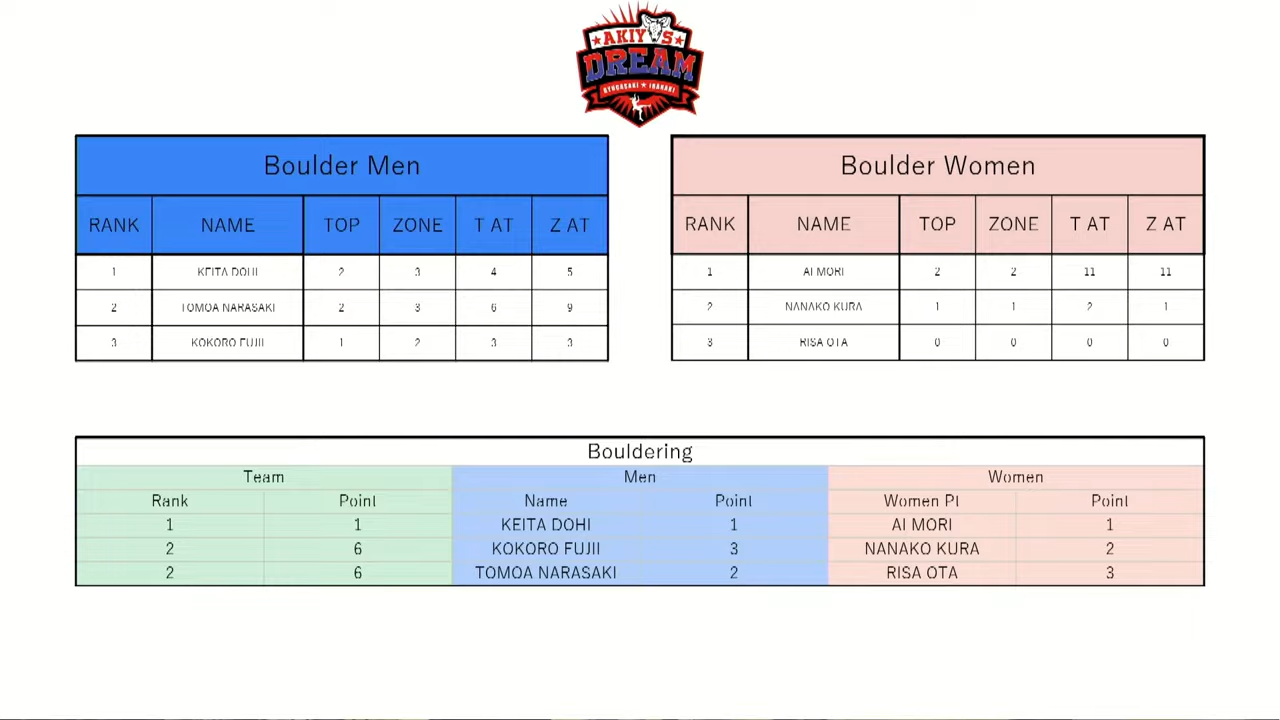 AKIYO'S
DREAM
Boulder Men
RANK NAME TOP ZONE T AT Z AT
1 KEITA DOHI 2 3 4 5
2 TOMOA NARASAKI 2 3 6 9
3 KOKORO FUJII 1 2 3 3
Boulder Women
RANK NAME TOP ZONE T AT Z AT
1 AI MORI 2 2 11 11
2 NANAKO KURA 1 1 2 1
3 RISA OTA 0 0 0 0
Bouldering
Team Men Women
Rank Point Name Point Women Pt Point
1 1 KEITA DOHI 1 AI MORI 1
2 6 KOKORO FUJII 3 NANAKO KURA 2
2 6 TOMOA NARASAKI 2 RISA OTA 3